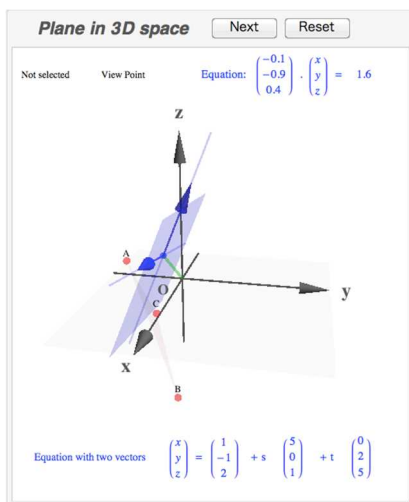 Plane in 3D space Next Reset
Not selected View Point Equation: (−0.1 −0.9 0.4) . (x y z) = 1.6
z
A
O
y
C
x
B
Equation with two vectors (x y z) = (1 −1 2) + s (5 0 1) + t (0 2 5)